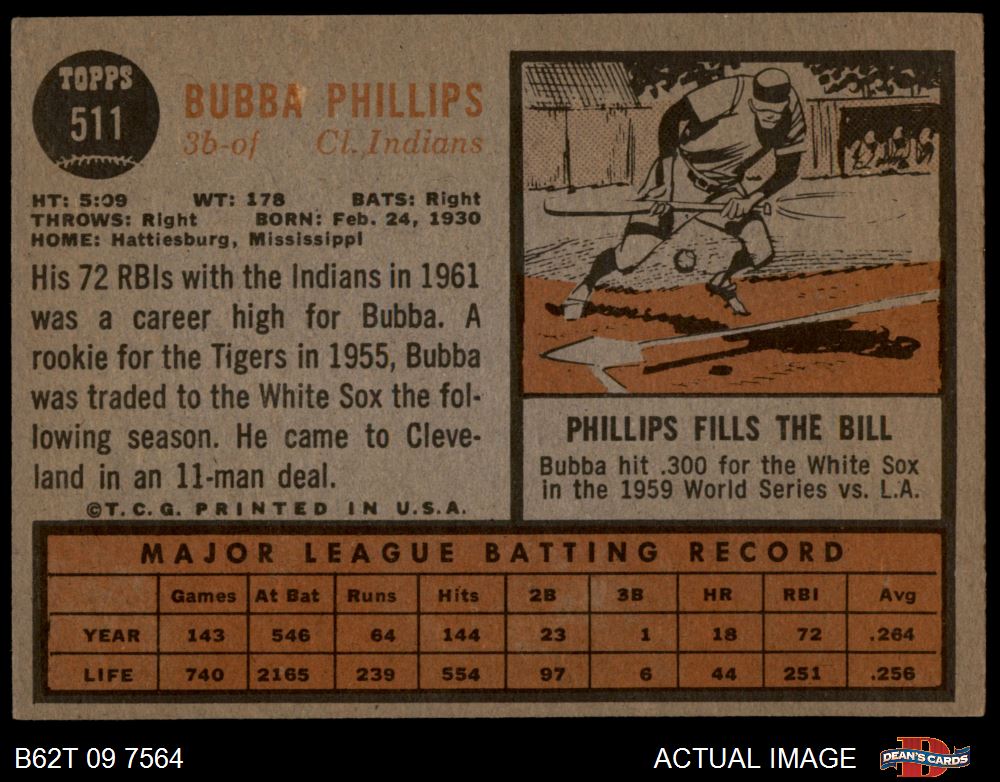 TOPPS
511
BUBBA PHILLIPS
3b-of Cl. Indians
HT: 5:09 WT: 178 BATS: Right
THROWS: Right BORN: Feb. 24, 1930
HOME: Hattiesburg, Mississippi
His 72 RBIs with the Indians in 1961
was a career high for Bubba. A
rookie for the Tigers in 1955, Bubba
was traded to the White Sox the fol-
lowing season. He came to Cleve-
land in an 11-man deal.
©T.C.G. PRINTED IN U.S.A.
PHILLIPS FILLS THE BILL
Bubba hit .300 for the White Sox
in the 1959 World Series vs. L.A.
MAJOR LEAGUE BATTING RECORD
Games At Bat Runs Hits 2B 3B HR RBI Avg
YEAR 143 546 64 144 23 1 18 72 .264
LIFE 740 2165 239 554 97 6 44 251 .256
B62T 09 7564
ACTUAL IMAGE
DEAN'S CARDS